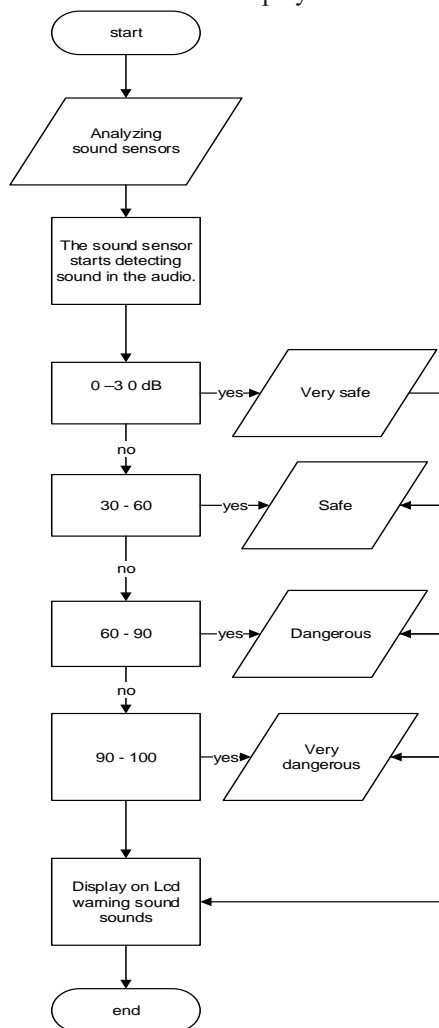 start
Analyzing
sound sensors
The sound sensor
starts detecting
sound in the audio.
0 –3 0 dB
yes
Very safe
no
30 - 60
yes
Safe
no
60 - 90
yes
Dangerous
no
90 - 100
yes
Very
dangerous
Display on Lcd
warning sound
sounds
end